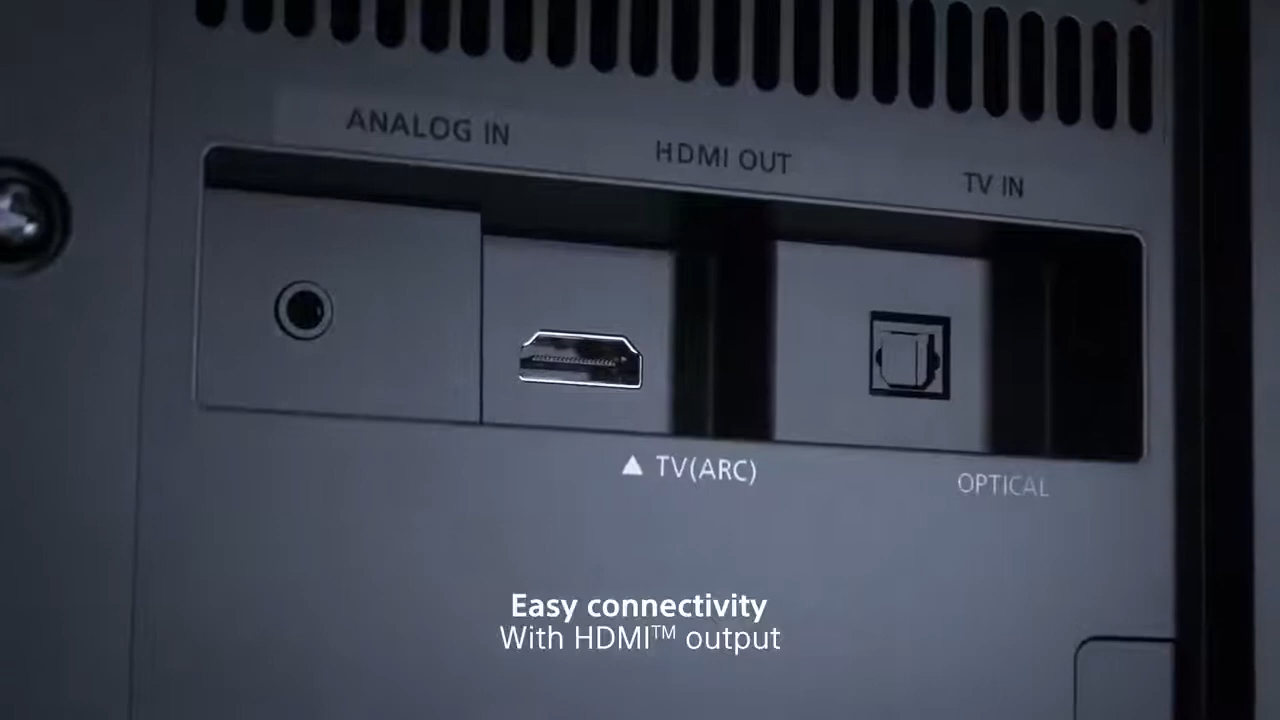 ANALOG IN
HDMI OUT
TV IN
▲ TV(ARC)
OPTICAL
Easy connectivity
With HDMI™ output